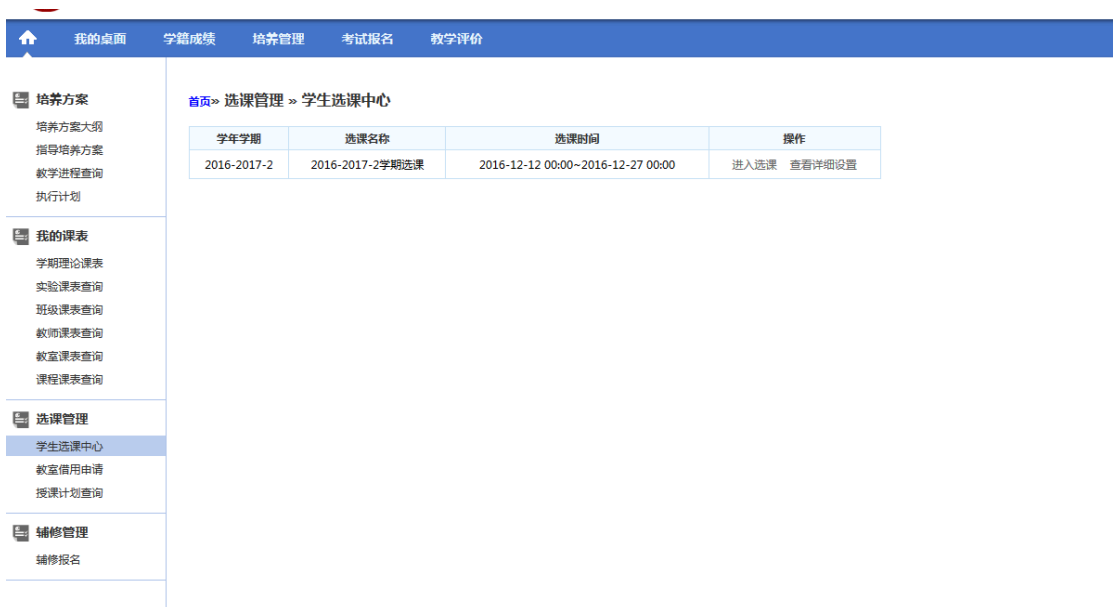 我的桌面 学籍成绩 培养管理 考试报名 教学评价
培养方案
培养方案大纲
指导培养方案
教学进程查询
执行计划
我的课表
学期理论课表
实验课表查询
班级课表查询
教师课表查询
教室课表查询
课程课表查询
选课管理
学生选课中心
教室借用申请
授课计划查询
辅修管理
辅修报名
首页» 选课管理 » 学生选课中心
学年学期 选课名称 选课时间 操作
2016-2017-2 2016-2017-2学期选课 2016-12-12 00:00~2016-12-27 00:00 进入选课 查看详细设置